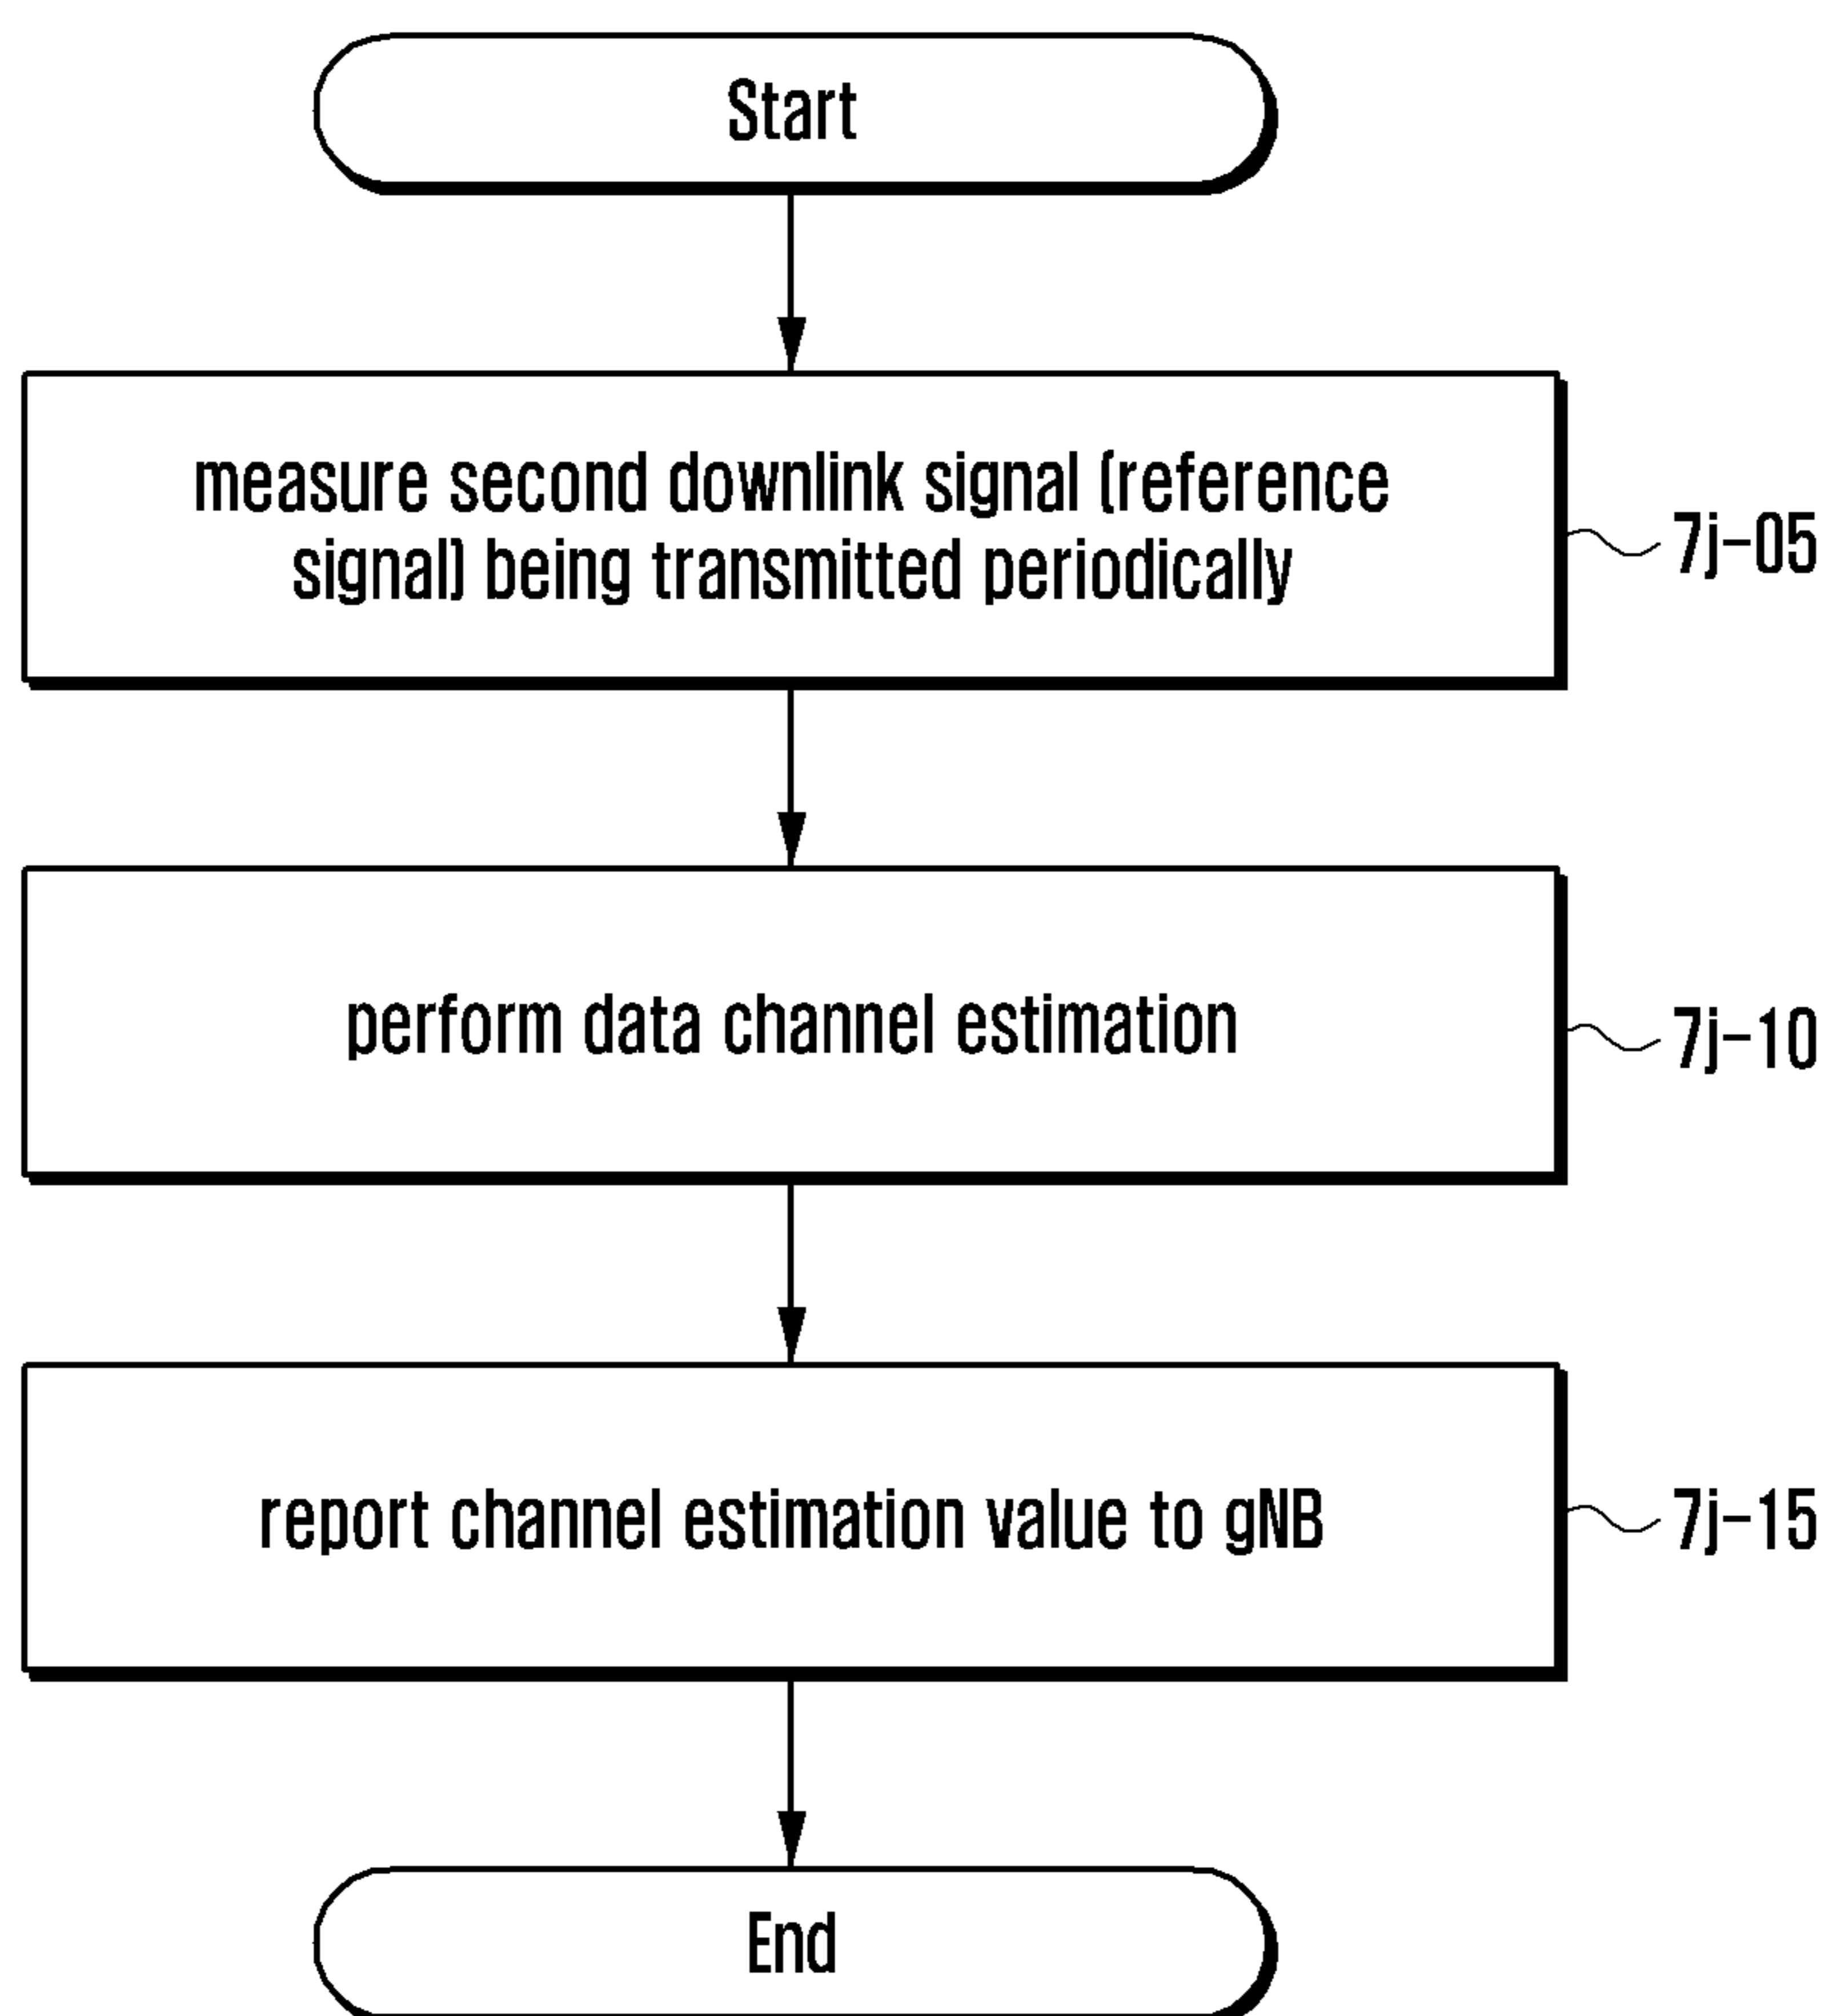 Start
measure second downlink signal (reference
signal) being transmitted periodically
7j-05
perform data channel estimation
7j-10
report channel estimation value to gNB
7j-15
End